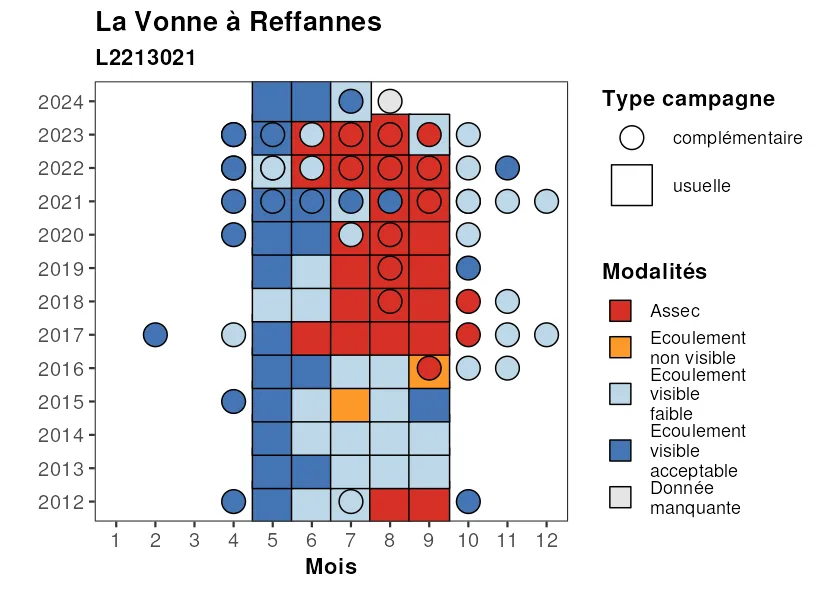 La Vonne à Reffannes
L2213021
2024
2023
2022
2021
2020
2019
2018
2017
2016
2015
2014
2013
2012
1 2 3 4 5 6 7 8 9 10 11 12
Mois
Type campagne
complémentaire
usuelle
Modalités
Assec
Ecoulement
non visible
Ecoulement
visible
faible
Ecoulement
visible
acceptable
Donnée
manquante